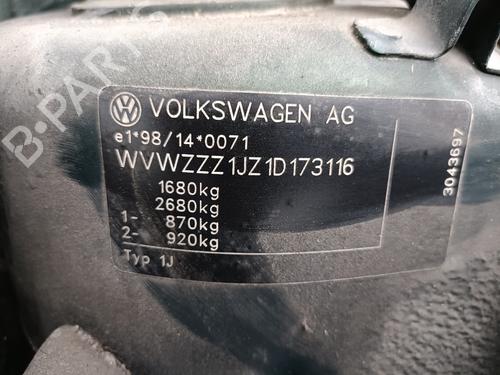 VOLKSWAGEN AG
e1*98/14*0071
WVWZZZ1JZ1D173116
1680kg
2680kg
1- 870kg
2- 920kg
Typ 1J
3043697
B-PARTS